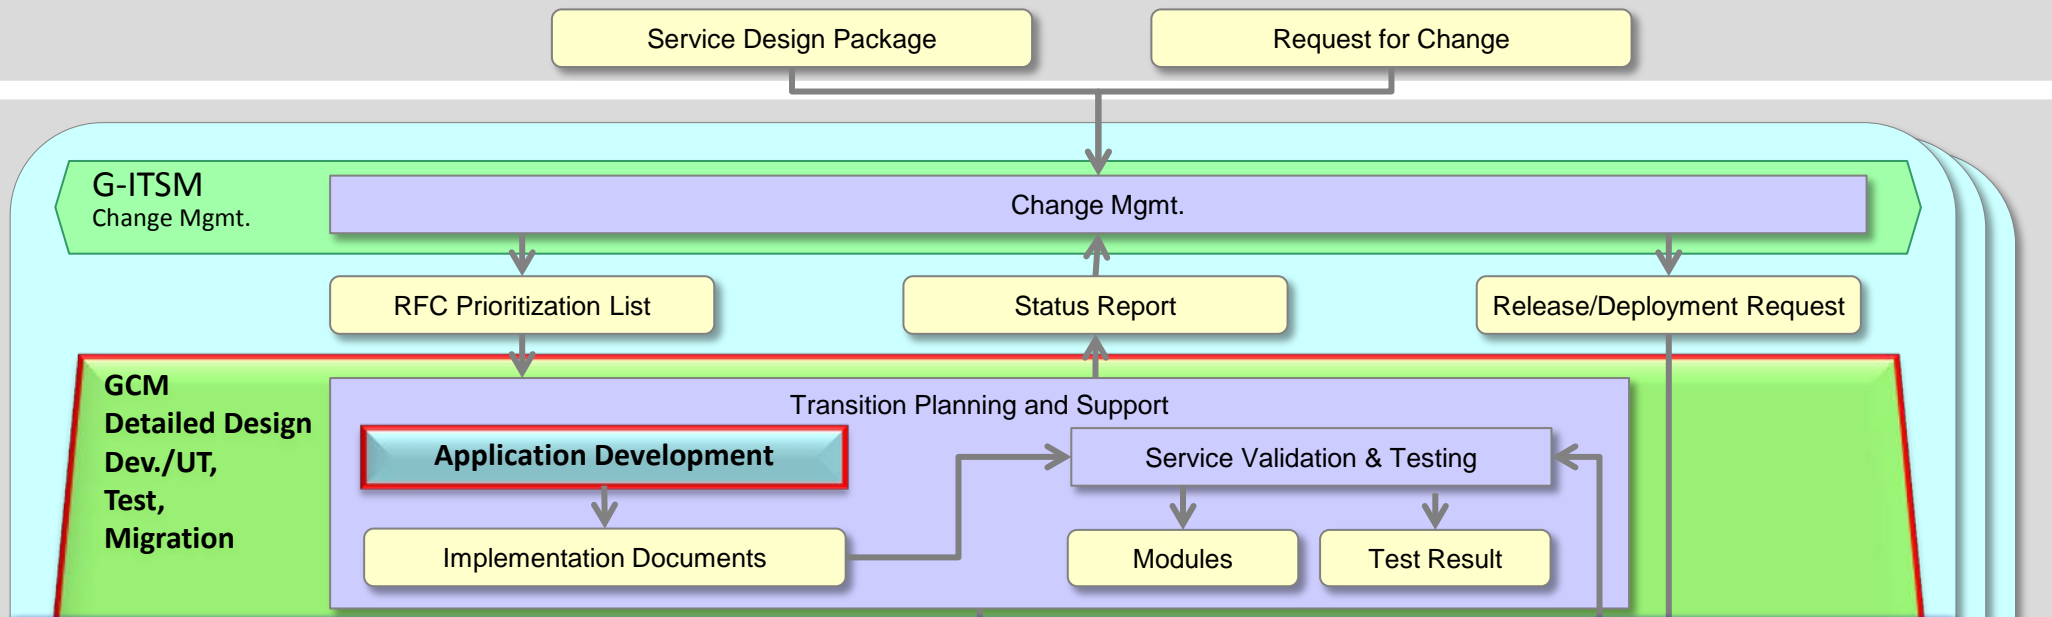 Service Design Package
Request for Change
G-ITSM
Change Mgmt.
Change Mgmt.
RFC Prioritization List
Status Report
Release/Deployment Request
GCM
Detailed Design
Dev./UT,
Test,
Migration
Transition Planning and Support
Application Development
Service Validation & Testing
Implementation Documents
Modules
Test Result